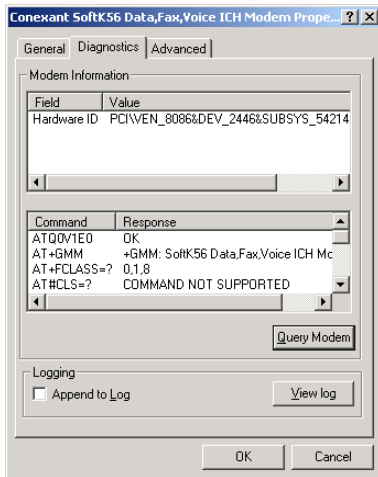 Conexant SoftK56 Data,Fax,Voice ICH Modem Prope...
General Diagnostics Advanced
Modem Information
Field Value
Hardware ID PCI\VEN_8086&DEV_2446&SUBSYS_54214
Command Response
ATQ0V1E0 OK
AT+GMM +GMM: SoftK56 Data,Fax,Voice ICH Mc
AT+FCLASS=? 0,1,8
AT#CLS=? COMMAND NOT SUPPORTED
Query Modem
Logging
Append to Log View log
OK Cancel